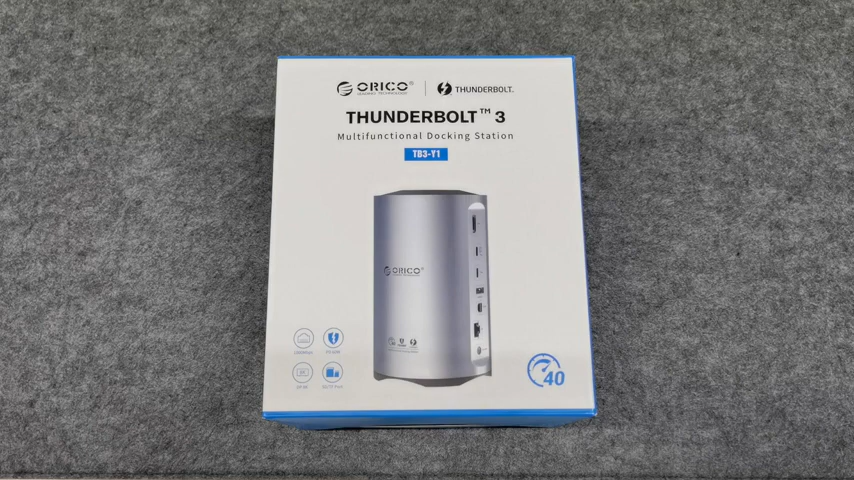 ORICO® THUNDERBOLT.
THUNDERBOLT™ 3
Multifunctional Docking Station
TB3-Y1
ORICO®
40